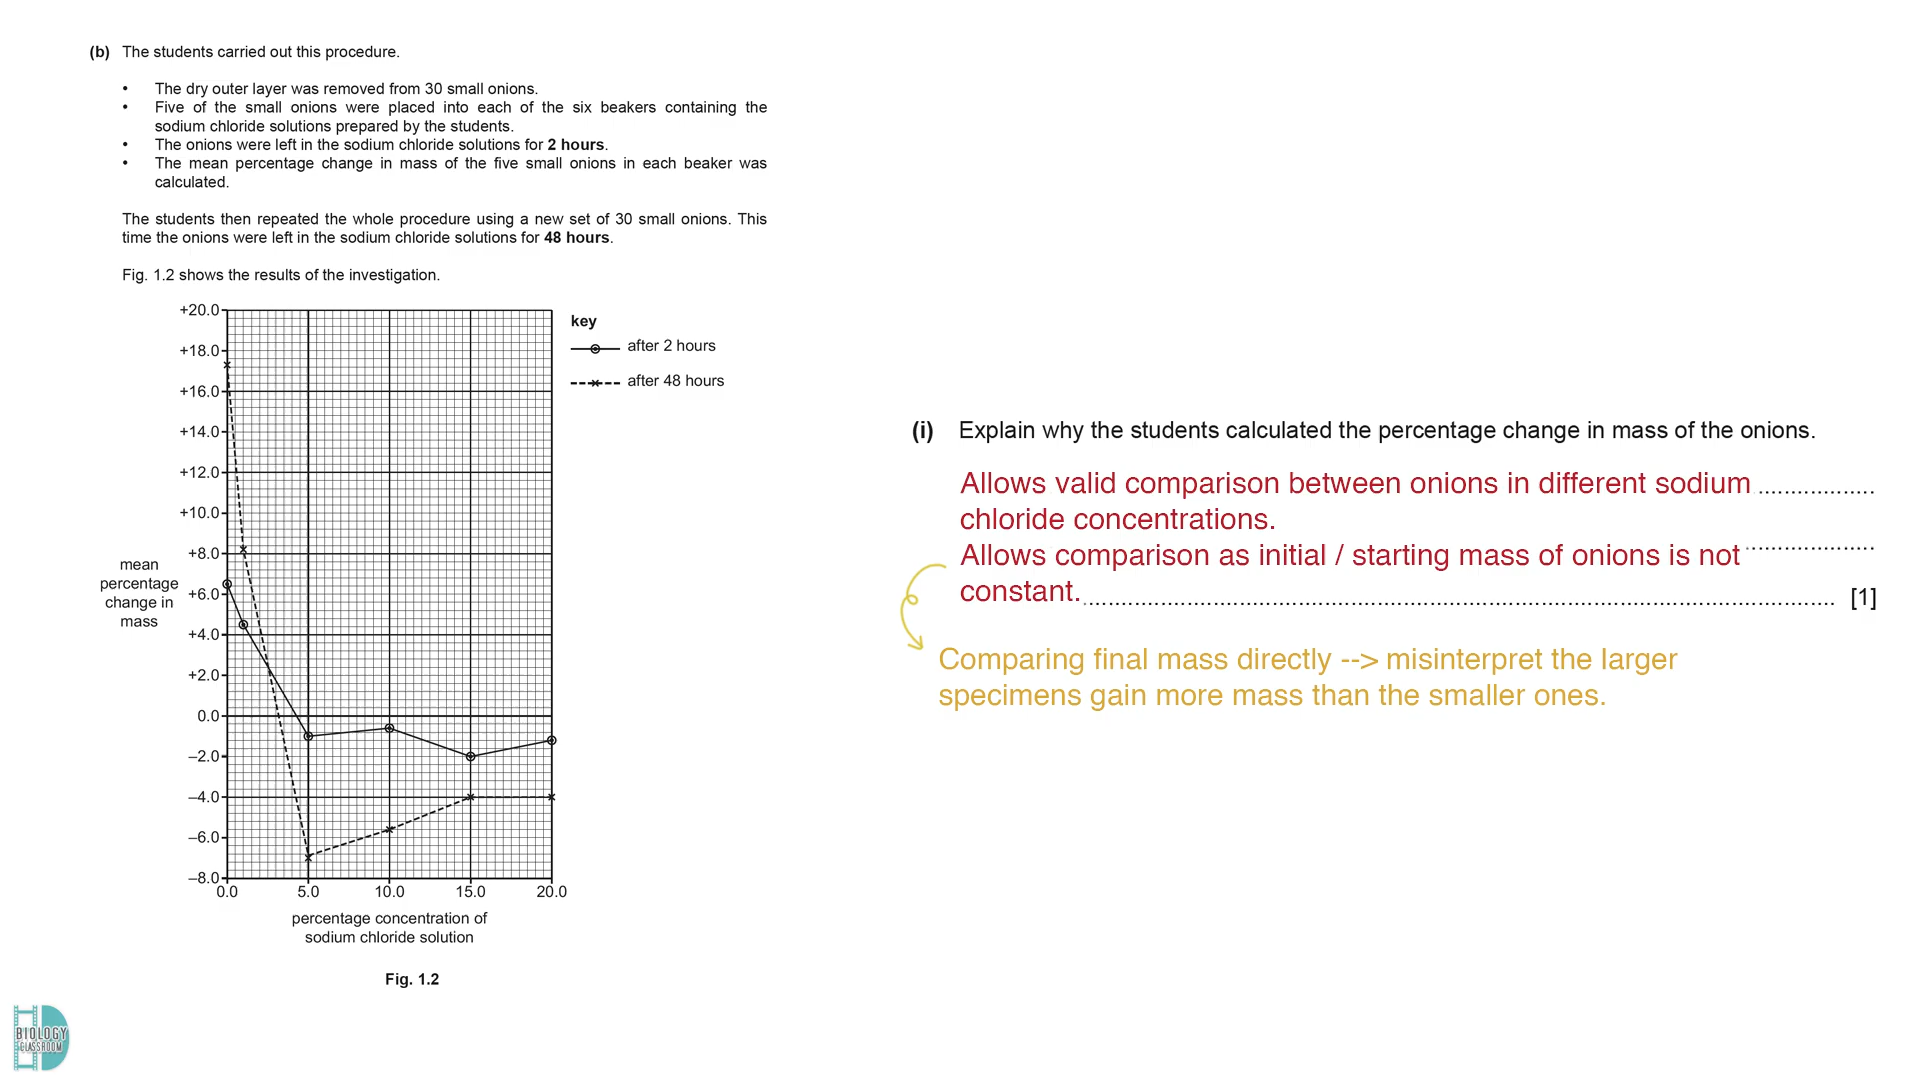 (b) The students carried out this procedure.
• The dry outer layer was removed from 30 small onions.
• Five of the small onions were placed into each of the six beakers containing the
sodium chloride solutions prepared by the students.
• The onions were left in the sodium chloride solutions for 2 hours.
• The mean percentage change in mass of the five small onions in each beaker was
calculated.
The students then repeated the whole procedure using a new set of 30 small onions. This
time the onions were left in the sodium chloride solutions for 48 hours.
Fig. 1.2 shows the results of the investigation.
+20.0
+18.0
+16.0
+14.0
+12.0
+10.0
+8.0
+6.0
+4.0
+2.0
0.0
–2.0
–4.0
–6.0
–8.0
mean
percentage
change in
mass
0.0 5.0 10.0 15.0 20.0
percentage concentration of
sodium chloride solution
key
after 2 hours
after 48 hours
Fig. 1.2
(i) Explain why the students calculated the percentage change in mass of the onions.
Allows valid comparison between onions in different sodium
chloride concentrations.
Allows comparison as initial / starting mass of onions is not
constant. [1]
Comparing final mass directly --> misinterpret the larger
specimens gain more mass than the smaller ones.
BIOLOGY
CLASSROOM